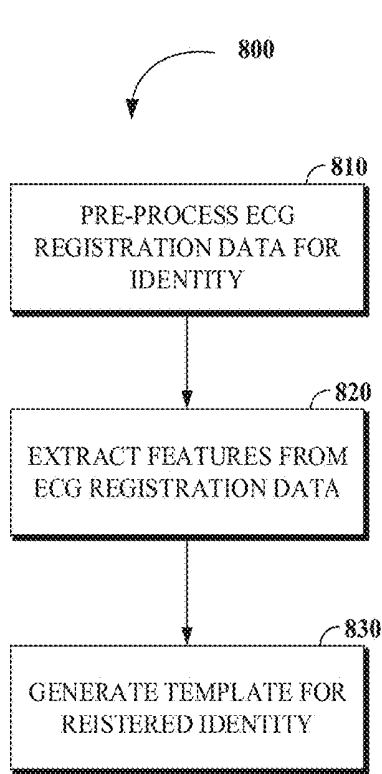 800
810
PRE-PROCESS ECG
REGISTRATION DATA FOR
IDENTITY
820
EXTRACT FEATURES FROM
ECG REGISTRATION DATA
830
GENERATE TEMPLATE FOR
REISTERED IDENTITY